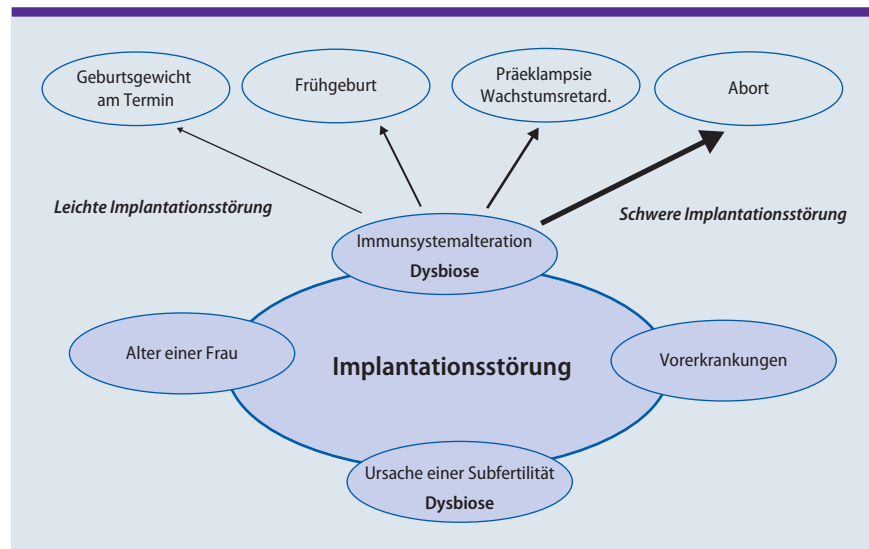 Geburtsgewicht
am Termin
Frühgeburt
Präeklampsie
Wachstumsretard.
Abort
Leichte Implantationsstörung
Schwere Implantationsstörung
Immunsystemalteration
Dysbiose
Alter einer Frau
Implantationsstörung
Vorerkrankungen
Ursache einer Subfertilität
Dysbiose